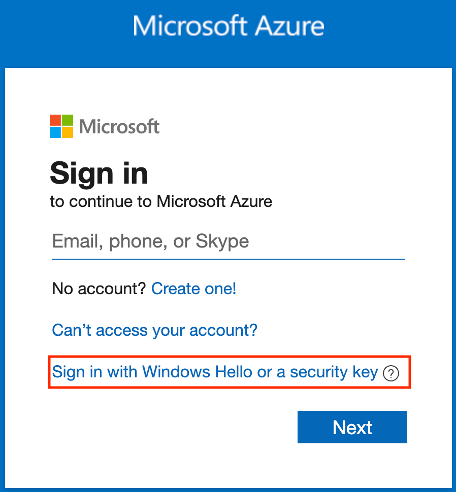 Microsoft Azure
Microsoft
Sign in
to continue to Microsoft Azure
Email, phone, or Skype
No account? Create one!
Can't access your account?
Sign in with Windows Hello or a security key ?
Next